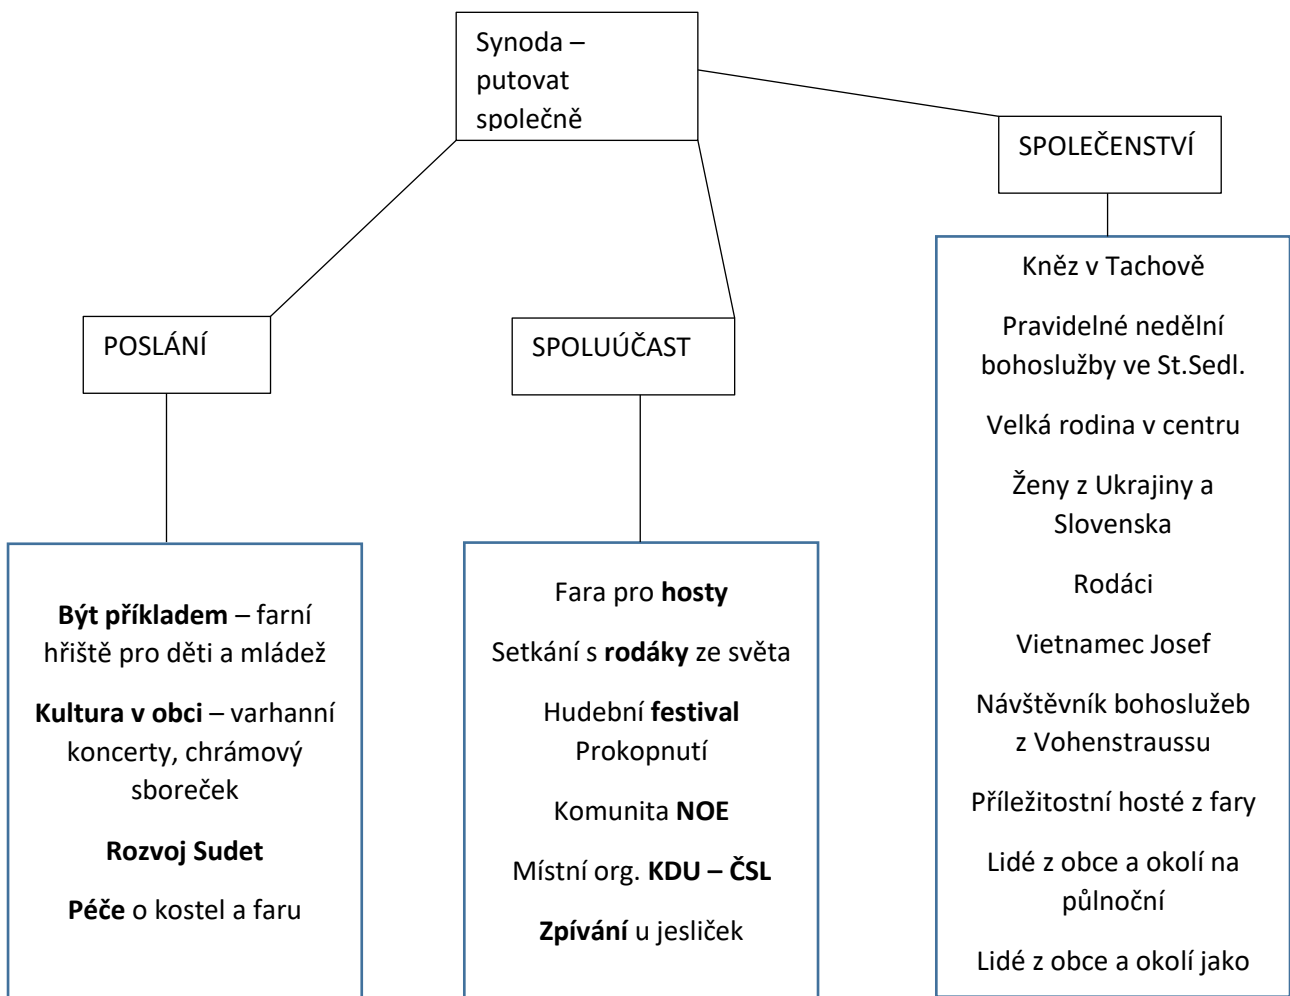 Synoda –
putovat
společně
SPOLEČENSTVÍ
POSLÁNÍ
SPOLUÚČAST
Být příkladem – farní
hřiště pro děti a mládež
Kultura v obci – varhanní
koncerty, chrámový
sboreček
Rozvoj Sudet
Péče o kostel a faru
Fara pro hosty
Setkání s rodáky ze světa
Hudební festival
Prokopnutí
Komunita NOE
Místní org. KDU – ČSL
Zpívání u jesliček
Kněz v Tachově
Pravidelné nedělní
bohoslužby ve St.Sedl.
Velká rodina v centru
Ženy z Ukrajiny a
Slovenska
Rodáci
Vietnamec Josef
Návštěvník bohoslužeb
z Vohenstraussu
Příležitostní hosté z fary
Lidé z obce a okolí na
půlnoční
Lidé z obce a okolí jako